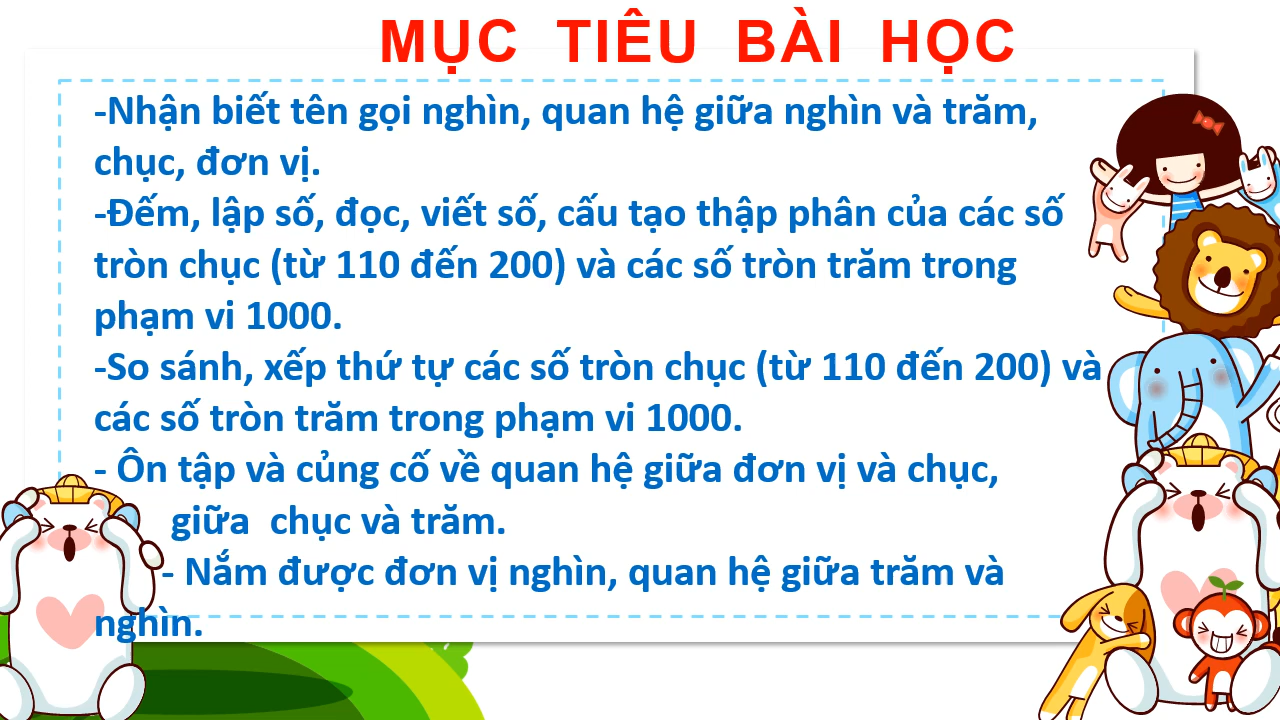 MỤC TIÊU BÀI HỌC
-Nhận biết tên gọi nghìn, quan hệ giữa nghìn và trăm,
chục, đơn vị.
-Đếm, lập số, đọc, viết số, cấu tạo thập phân của các số
tròn chục (từ 110 đến 200) và các số tròn trăm trong
phạm vi 1000.
-So sánh, xếp thứ tự các số tròn chục (từ 110 đến 200) và
các số tròn trăm trong phạm vi 1000.
- Ôn tập và củng cố về quan hệ giữa đơn vị và chục,
giữa chục và trăm.
- Nắm được đơn vị nghìn, quan hệ giữa trăm và
nghìn.